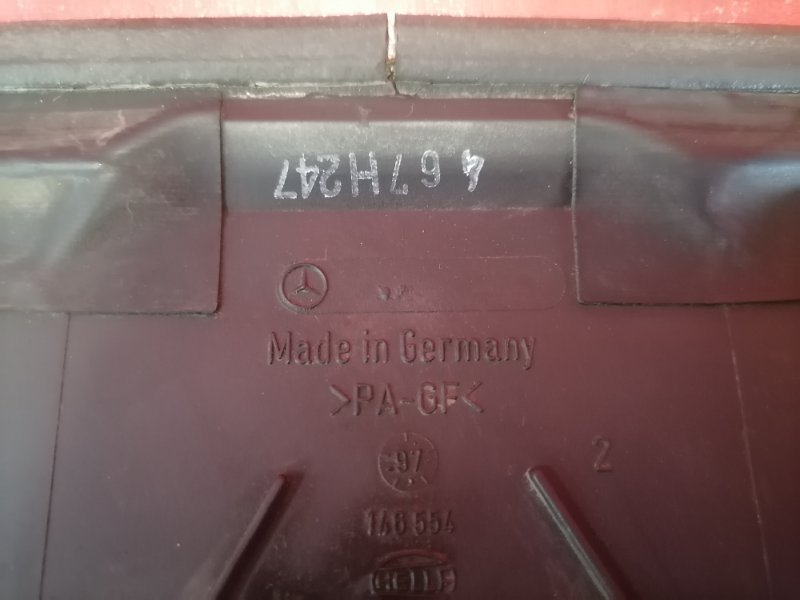 467H247
Made in Germany
>PA-GF<
97
2
146 554
HELLA